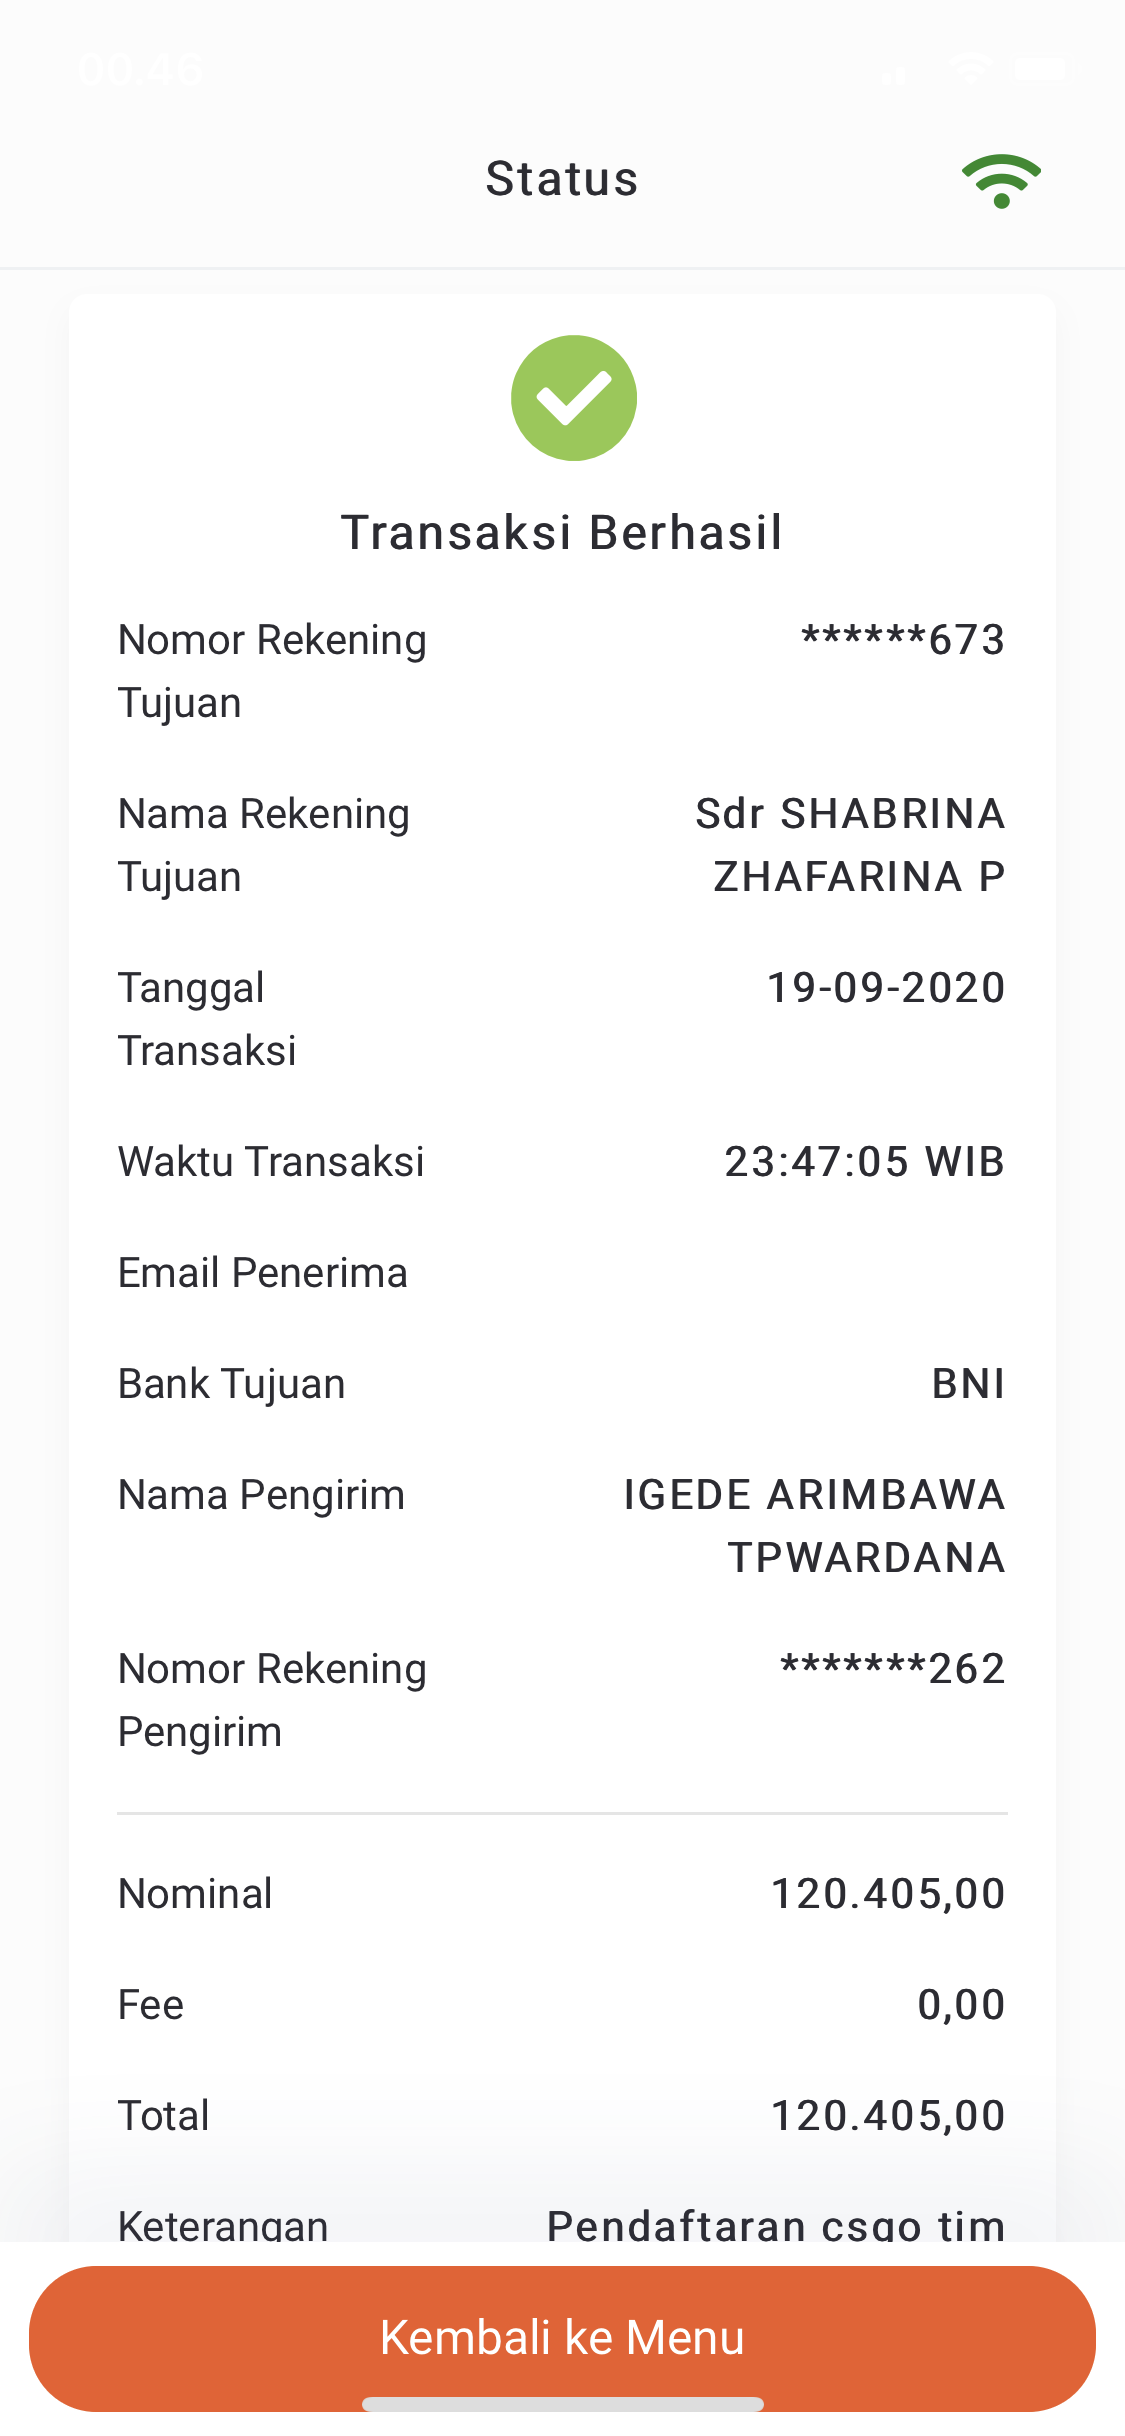 00.46
Status
Transaksi Berhasil
Nomor Rekening ******673
Tujuan
Nama Rekening Sdr SHABRINA
Tujuan ZHAFARINA P
Tanggal 19-09-2020
Transaksi
Waktu Transaksi 23:47:05 WIB
Email Penerima
Bank Tujuan BNI
Nama Pengirim IGEDE ARIMBAWA
TPWARDANA
Nomor Rekening *******262
Pengirim
Nominal 120.405,00
Fee 0,00
Total 120.405,00
Keterangan Pendaftaran csgo tim
Kembali ke Menu